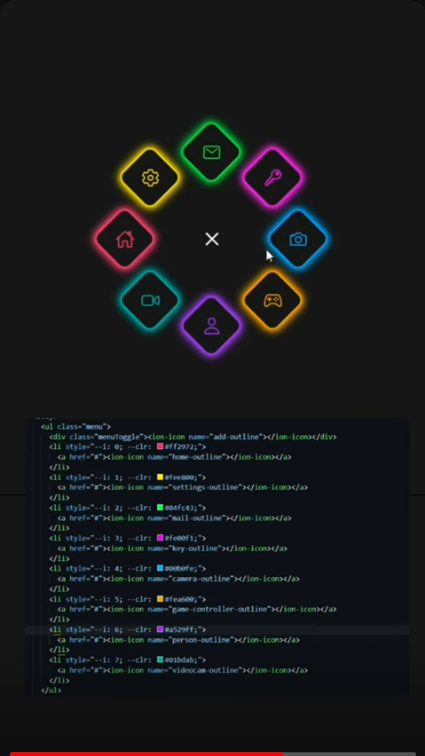 <ul class="menu">
<div class="menuToggle"><ion-icon name="add-outline"></ion-icon></div>
<li style="--i: 0; --clr: #ff2972;">
<a href="#"><ion-icon name="home-outline"></ion-icon></a>
</li>
<li style="--i: 1; --clr: #fee800;">
<a href="#"><ion-icon name="settings-outline"></ion-icon></a>
</li>
<li style="--i: 2; --clr: #04fc43;">
<a href="#"><ion-icon name="mail-outline"></ion-icon></a>
</li>
<li style="--i: 3; --clr: #fe00f1;">
<a href="#"><ion-icon name="key-outline"></ion-icon></a>
</li>
<li style="--i: 4; --clr: #00b0fe;">
<a href="#"><ion-icon name="camera-outline"></ion-icon></a>
</li>
<li style="--i: 5; --clr: #fea600;">
<a href="#"><ion-icon name="game-controller-outline"></ion-icon></a>
</li>
<li style="--i: 6; --clr: #a529ff;">
<a href="#"><ion-icon name="person-outline"></ion-icon></a>
</li>
<li style="--i: 7; --clr: #01bdab;">
<a href="#"><ion-icon name="videocam-outline"></ion-icon></a>
</li>
</ul>